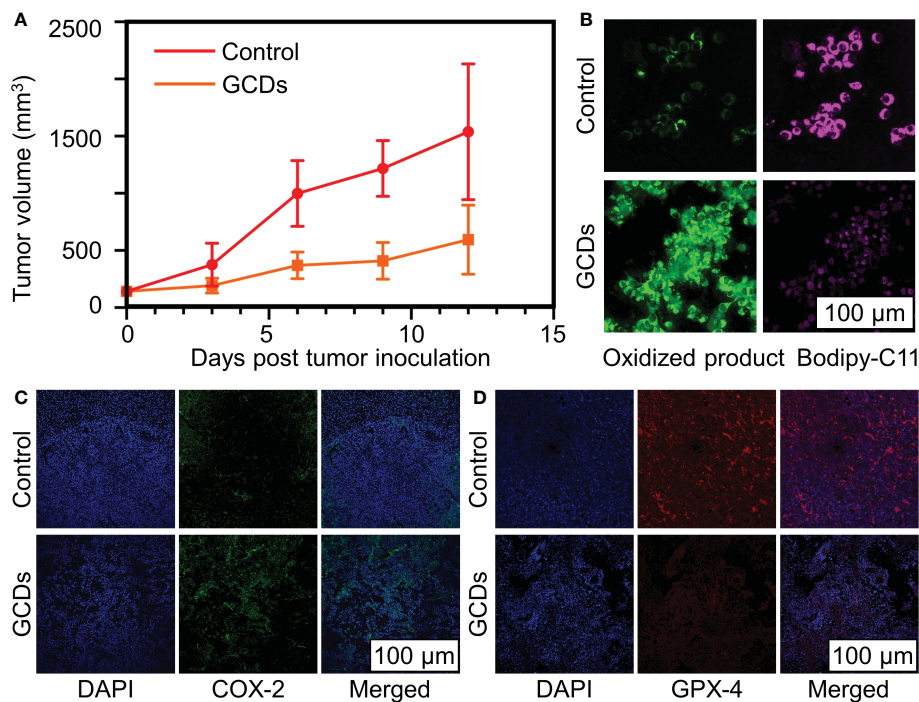 A
Tumor volume (mm³)
2500
1500
500
0
Control
GCDs
0
5
10
15
Days post tumor inoculation
B
Control
GCDs
100 µm
Oxidized product Bodipy-C11
C
Control
GCDs
100 µm
DAPI COX-2 Merged
D
Control
GCDs
100 µm
DAPI GPX-4 Merged